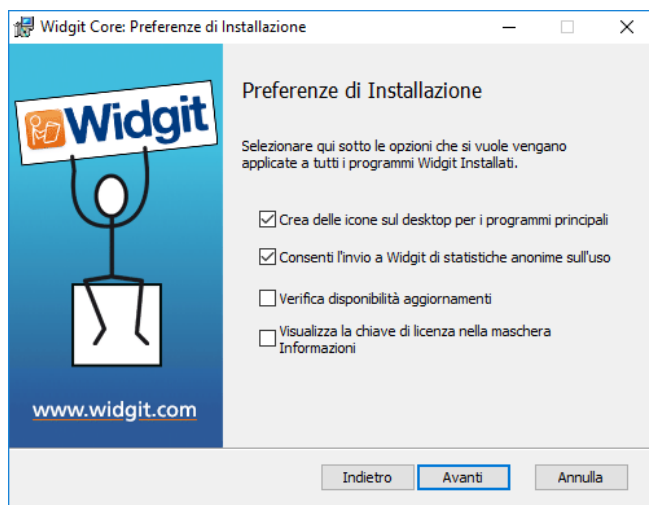 Widgit Core: Preferenze di Installazione
Widgit
Preferenze di Installazione
Selezionare qui sotto le opzioni che si vuole vengano
applicate a tutti i programmi Widgit Installati.
Crea delle icone sul desktop per i programmi principali
Consenti l'invio a Widgit di statistiche anonime sull'uso
Verifica disponibilità aggiornamenti
Visualizza la chiave di licenza nella maschera
Informazioni
www.widgit.com
Indietro Avanti Annulla